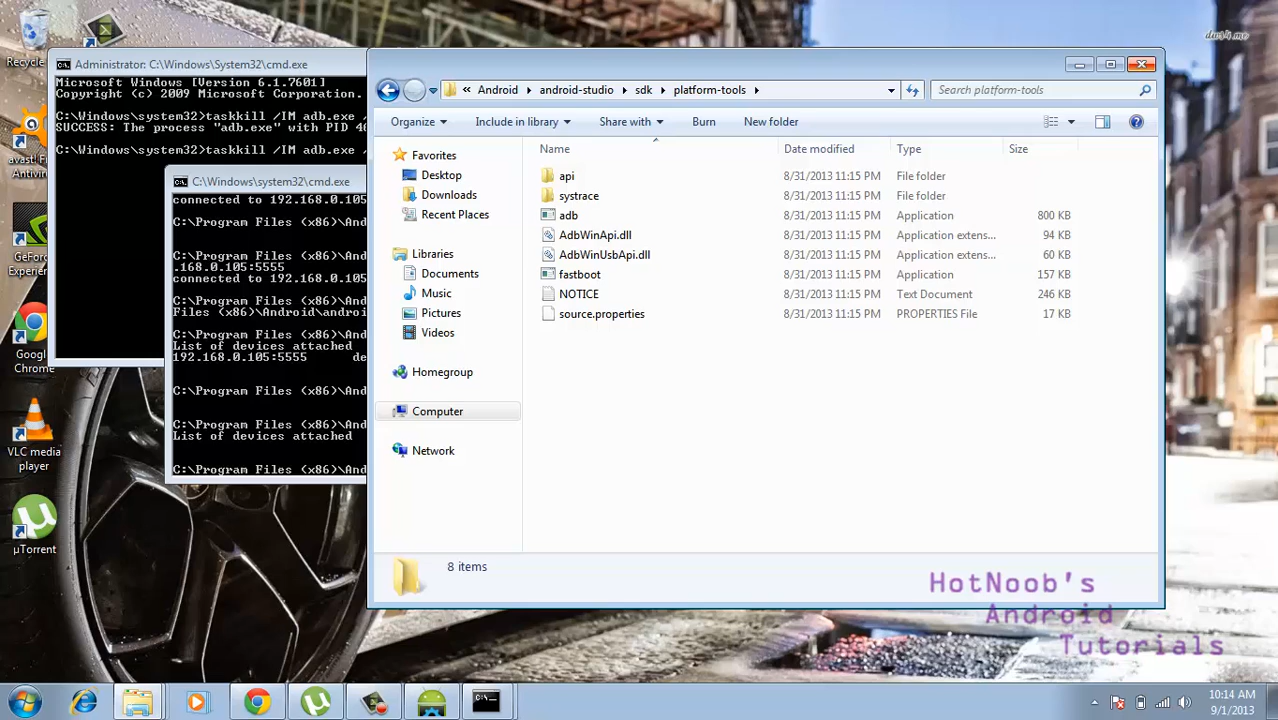 Recycle
Administrator: C:\Windows\System32\cmd.exe
Microsoft Windows [Version 6.1.7601]
Copyright (c) 2009 Microsoft Corporation.
C:\Windows\system32>taskkill /IM adb.exe
SUCCESS: The process "adb.exe" with PID
C:\Windows\system32>taskkill /IM adb.exe
C:\Windows\system32\cmd.exe
connected to 192.168.0.105
C:\Program Files (x86)\And
C:\Program Files (x86)\And
.168.0.105:5555
connected to 192.168.0.105
C:\Program Files (x86)\And
Files (x86)\Android\androi
C:\Program Files (x86)\And
List of devices attached
192.168.0.105:5555 de
C:\Program Files (x86)\And
C:\Program Files (x86)\And
List of devices attached
C:\Program Files (x86)\And
avast! Fr
Antiviru
GeForc
Experien
Google
Chrome
VLC media
player
µTorrent
« Android android-studio sdk platform-tools
Search platform-tools
Organize Include in library Share with Burn New folder
Favorites
Desktop
Downloads
Recent Places
Libraries
Documents
Music
Pictures
Videos
Homegroup
Computer
Network
Name Date modified Type Size
api 8/31/2013 11:15 PM File folder
systrace 8/31/2013 11:15 PM File folder
adb 8/31/2013 11:15 PM Application 800 KB
AdbWinApi.dll 8/31/2013 11:15 PM Application extens... 94 KB
AdbWinUsbApi.dll 8/31/2013 11:15 PM Application extens... 60 KB
fastboot 8/31/2013 11:15 PM Application 157 KB
NOTICE 8/31/2013 11:15 PM Text Document 246 KB
source.properties 8/31/2013 11:15 PM PROPERTIES File 17 KB
8 items
HotNoob's
Android
Tutorials
10:14 AM
9/1/2013